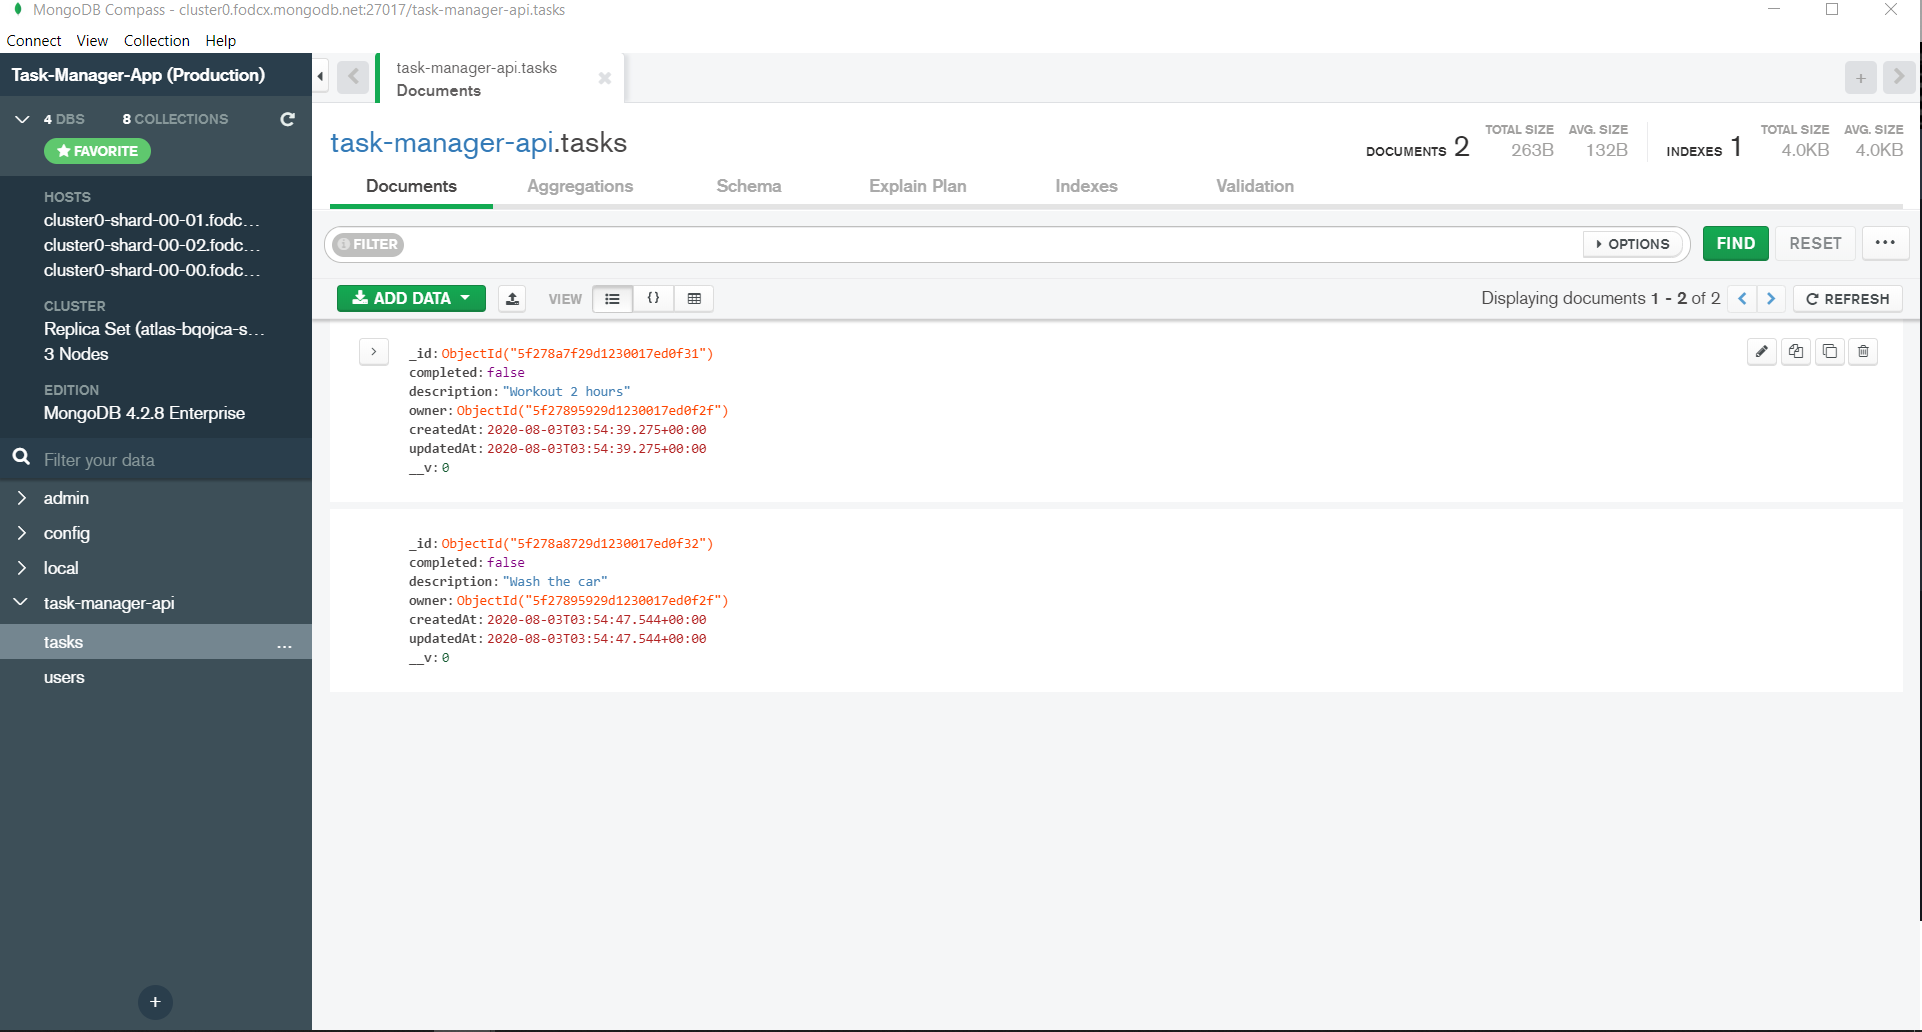 MongoDB Compass - cluster0.fodcx.mongodb.net:27017/task-manager-api.tasks
Connect View Collection Help
Task-Manager-App (Production)
4 DBS 8 COLLECTIONS
FAVORITE
HOSTS
cluster0-shard-00-01.fodc...
cluster0-shard-00-02.fodc...
cluster0-shard-00-00.fodc...
CLUSTER
Replica Set (atlas-bqojca-s...
3 Nodes
EDITION
MongoDB 4.2.8 Enterprise
Filter your data
admin
config
local
task-manager-api
tasks ...
users
+
task-manager-api.tasks
Documents
+
task-manager-api.tasks
DOCUMENTS 2 TOTAL SIZE 263B AVG. SIZE 132B INDEXES 1 TOTAL SIZE 4.0KB AVG. SIZE 4.0KB
Documents Aggregations Schema Explain Plan Indexes Validation
FILTER OPTIONS FIND RESET ...
ADD DATA VIEW {} Displaying documents 1 - 2 of 2 REFRESH
_id: ObjectId("5f278a7f29d1230017ed0f31")
completed: false
description: "Workout 2 hours"
owner: ObjectId("5f27895929d1230017ed0f2f")
createdAt: 2020-08-03T03:54:39.275+00:00
updatedAt: 2020-08-03T03:54:39.275+00:00
__v: 0
_id: ObjectId("5f278a8729d1230017ed0f32")
completed: false
description: "Wash the car"
owner: ObjectId("5f27895929d1230017ed0f2f")
createdAt: 2020-08-03T03:54:47.544+00:00
updatedAt: 2020-08-03T03:54:47.544+00:00
__v: 0